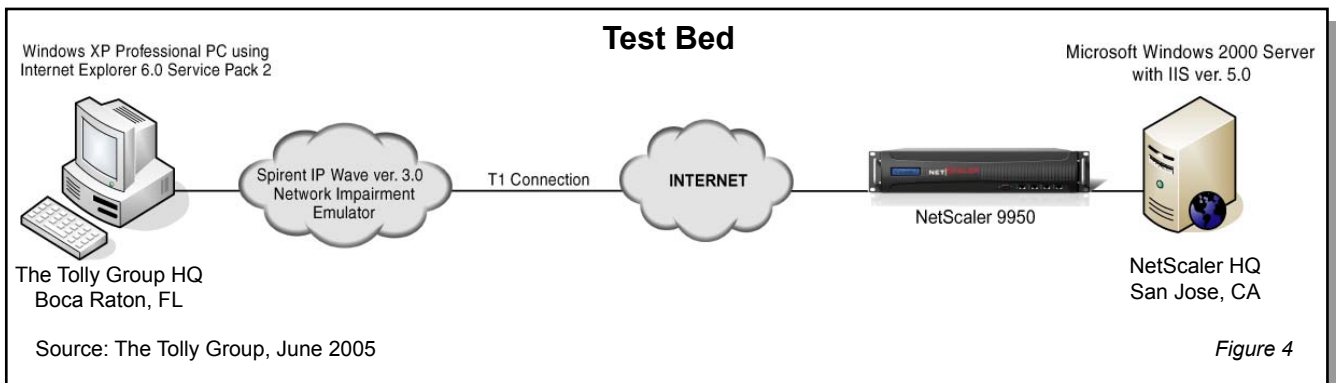 Test Bed
Windows XP Professional PC using
Internet Explorer 6.0 Service Pack 2
Microsoft Windows 2000 Server
with IIS ver. 5.0
Spirent IP Wave ver. 3.0
Network Impairment
Emulator
T1 Connection
INTERNET
NETSCALER
NetScaler 9950
The Tolly Group HQ
Boca Raton, FL
NetScaler HQ
San Jose, CA
Source: The Tolly Group, June 2005
Figure 4